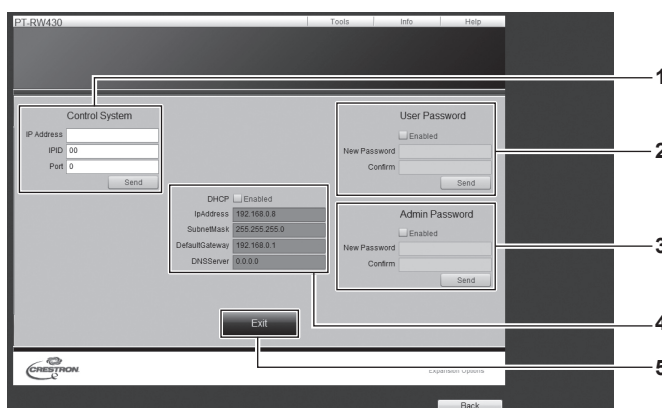 PT-RW430
Tools Info Help
Control System
IP Address
IPID 00
Port 0
Send
User Password
Enabled
New Password
Confirm
Send
DHCP Enabled
IpAddress 192.168.0.8
SubnetMask 255.255.255.0
DefaultGateway 192.168.0.1
DNSServer 0.0.0.0
Admin Password
Enabled
New Password
Confirm
Send
Exit
CRESTRON
Expansion Options
Back
1
2
3
4
5